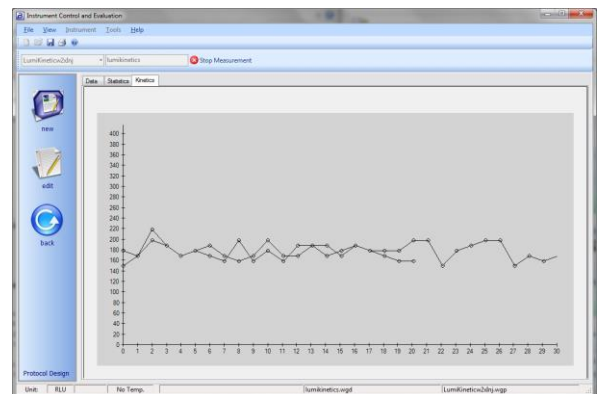 Instrument Control and Evaluation
File View Instrument Tools Help
lumikinetics Stop Measurement
Data Statistics Kinetics
new
edit
back
400
380
360
340
320
300
280
260
240
220
200
180
160
140
120
100
80
60
40
20
0
0 1 2 3 4 5 6 7 8 9 10 11 12 13 14 15 16 17 18 19 20 21 22 23 24 25 26 27 28 29 30
Protocol Design
Unit: RLU No Temp. lumikinetics.wgd